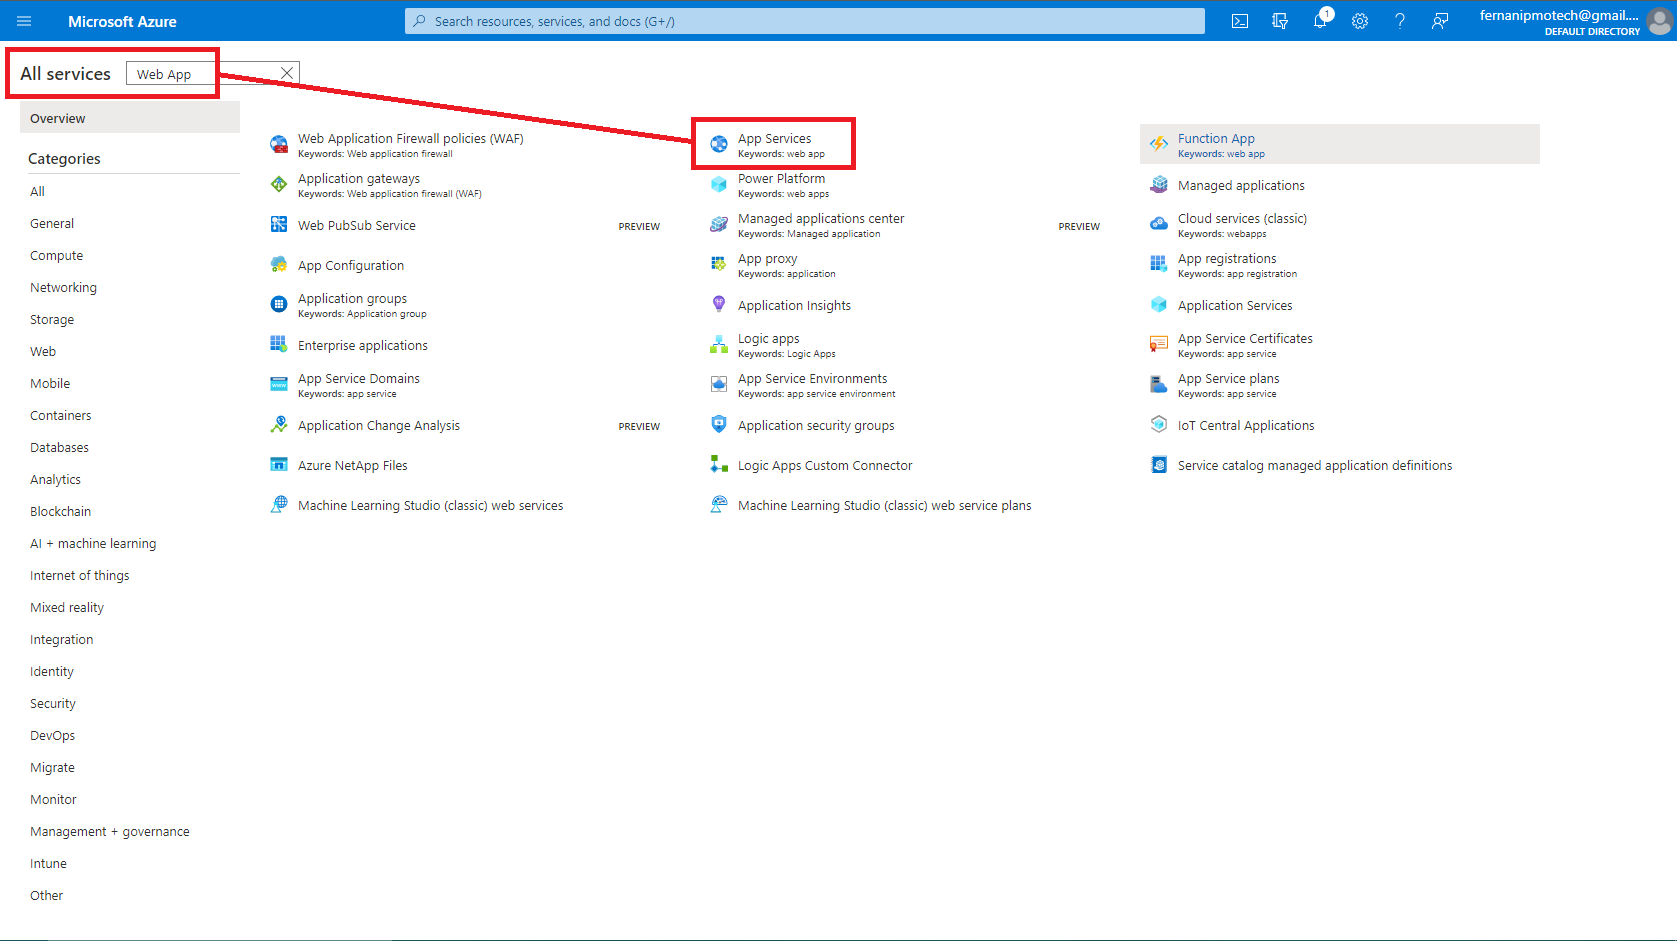 Microsoft Azure
Search resources, services, and docs (G+/)
1
fernanipmotech@gmail....
DEFAULT DIRECTORY
All services
Web App
Overview
Categories
All
General
Compute
Networking
Storage
Web
Mobile
Containers
Databases
Analytics
Blockchain
AI + machine learning
Internet of things
Mixed reality
Integration
Identity
Security
DevOps
Migrate
Monitor
Management + governance
Intune
Other
Web Application Firewall policies (WAF)
Keywords: Web application firewall
Application gateways
Keywords: Web application firewall (WAF)
Web PubSub Service PREVIEW
App Configuration
Application groups
Keywords: Application group
Enterprise applications
App Service Domains
Keywords: app service
Application Change Analysis PREVIEW
Azure NetApp Files
Machine Learning Studio (classic) web services
App Services
Keywords: web app
Power Platform
Keywords: web apps
Managed applications center PREVIEW
Keywords: Managed application
App proxy
Keywords: application
Application Insights
Logic apps
Keywords: Logic Apps
App Service Environments
Keywords: app service environment
Application security groups
Logic Apps Custom Connector
Machine Learning Studio (classic) web service plans
Function App
Keywords: web app
Managed applications
Cloud services (classic)
Keywords: webapps
App registrations
Keywords: app registration
Application Services
App Service Certificates
Keywords: app service
App Service plans
Keywords: app service
IoT Central Applications
Service catalog managed application definitions